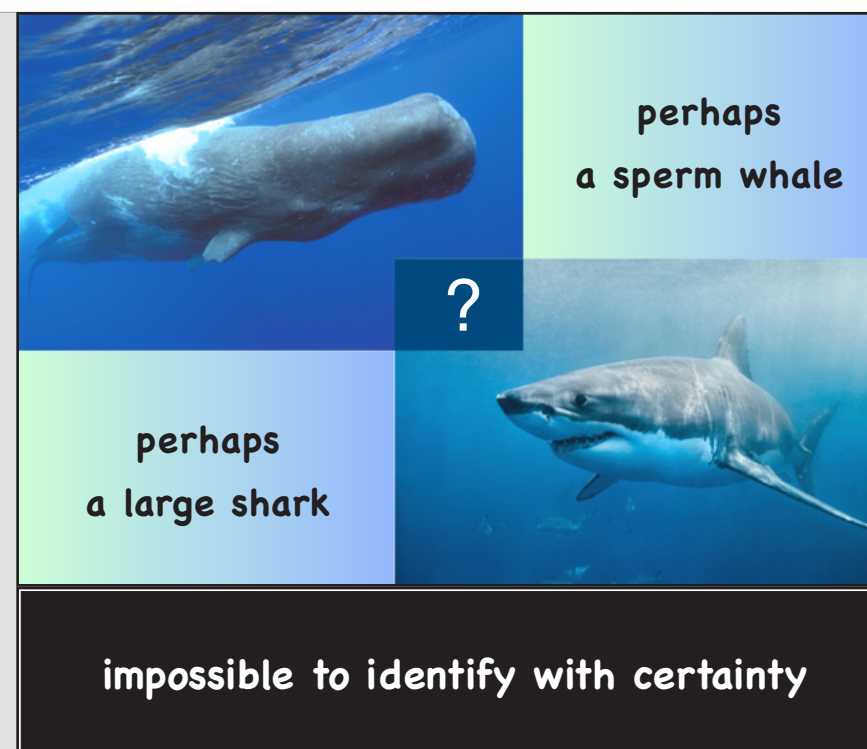 perhaps
a sperm whale
?
perhaps
a large shark
impossible to identify with certainty